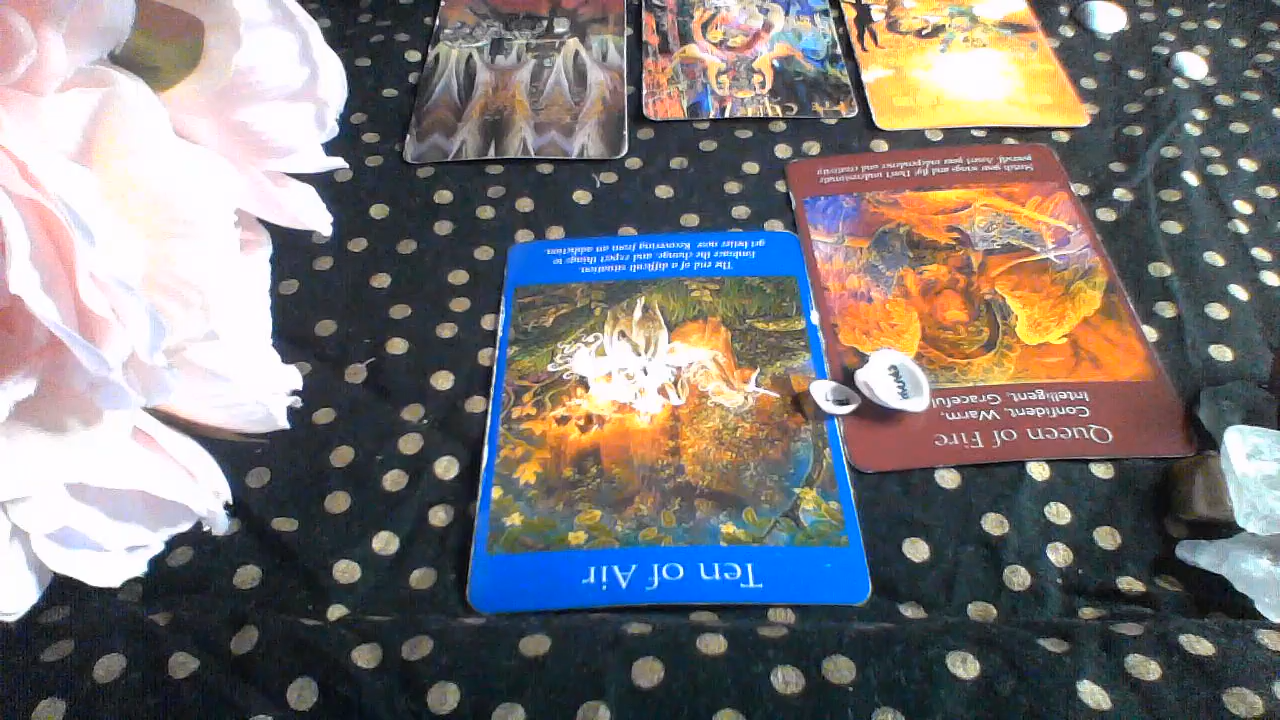 Ten of Air
The end of a difficult situation.
Embrace the change, and expect things to
get better now. Recovering from an addiction.
Queen of Fire
Confident, Warm,
Intelligent, Graceful
Stretch your wings and fly! Don't underestimate
yourself. Assert your independence and creativity